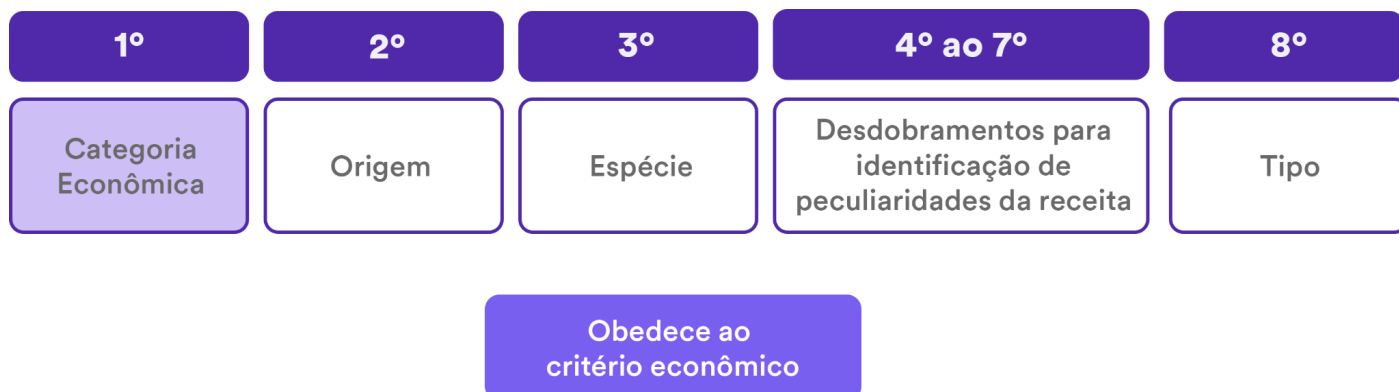 1º
2º
3º
4º ao 7º
8º
Categoria
Econômica
Origem
Espécie
Desdobramentos para
identificação de
peculiaridades da receita
Tipo
Obedece ao
critério econômico